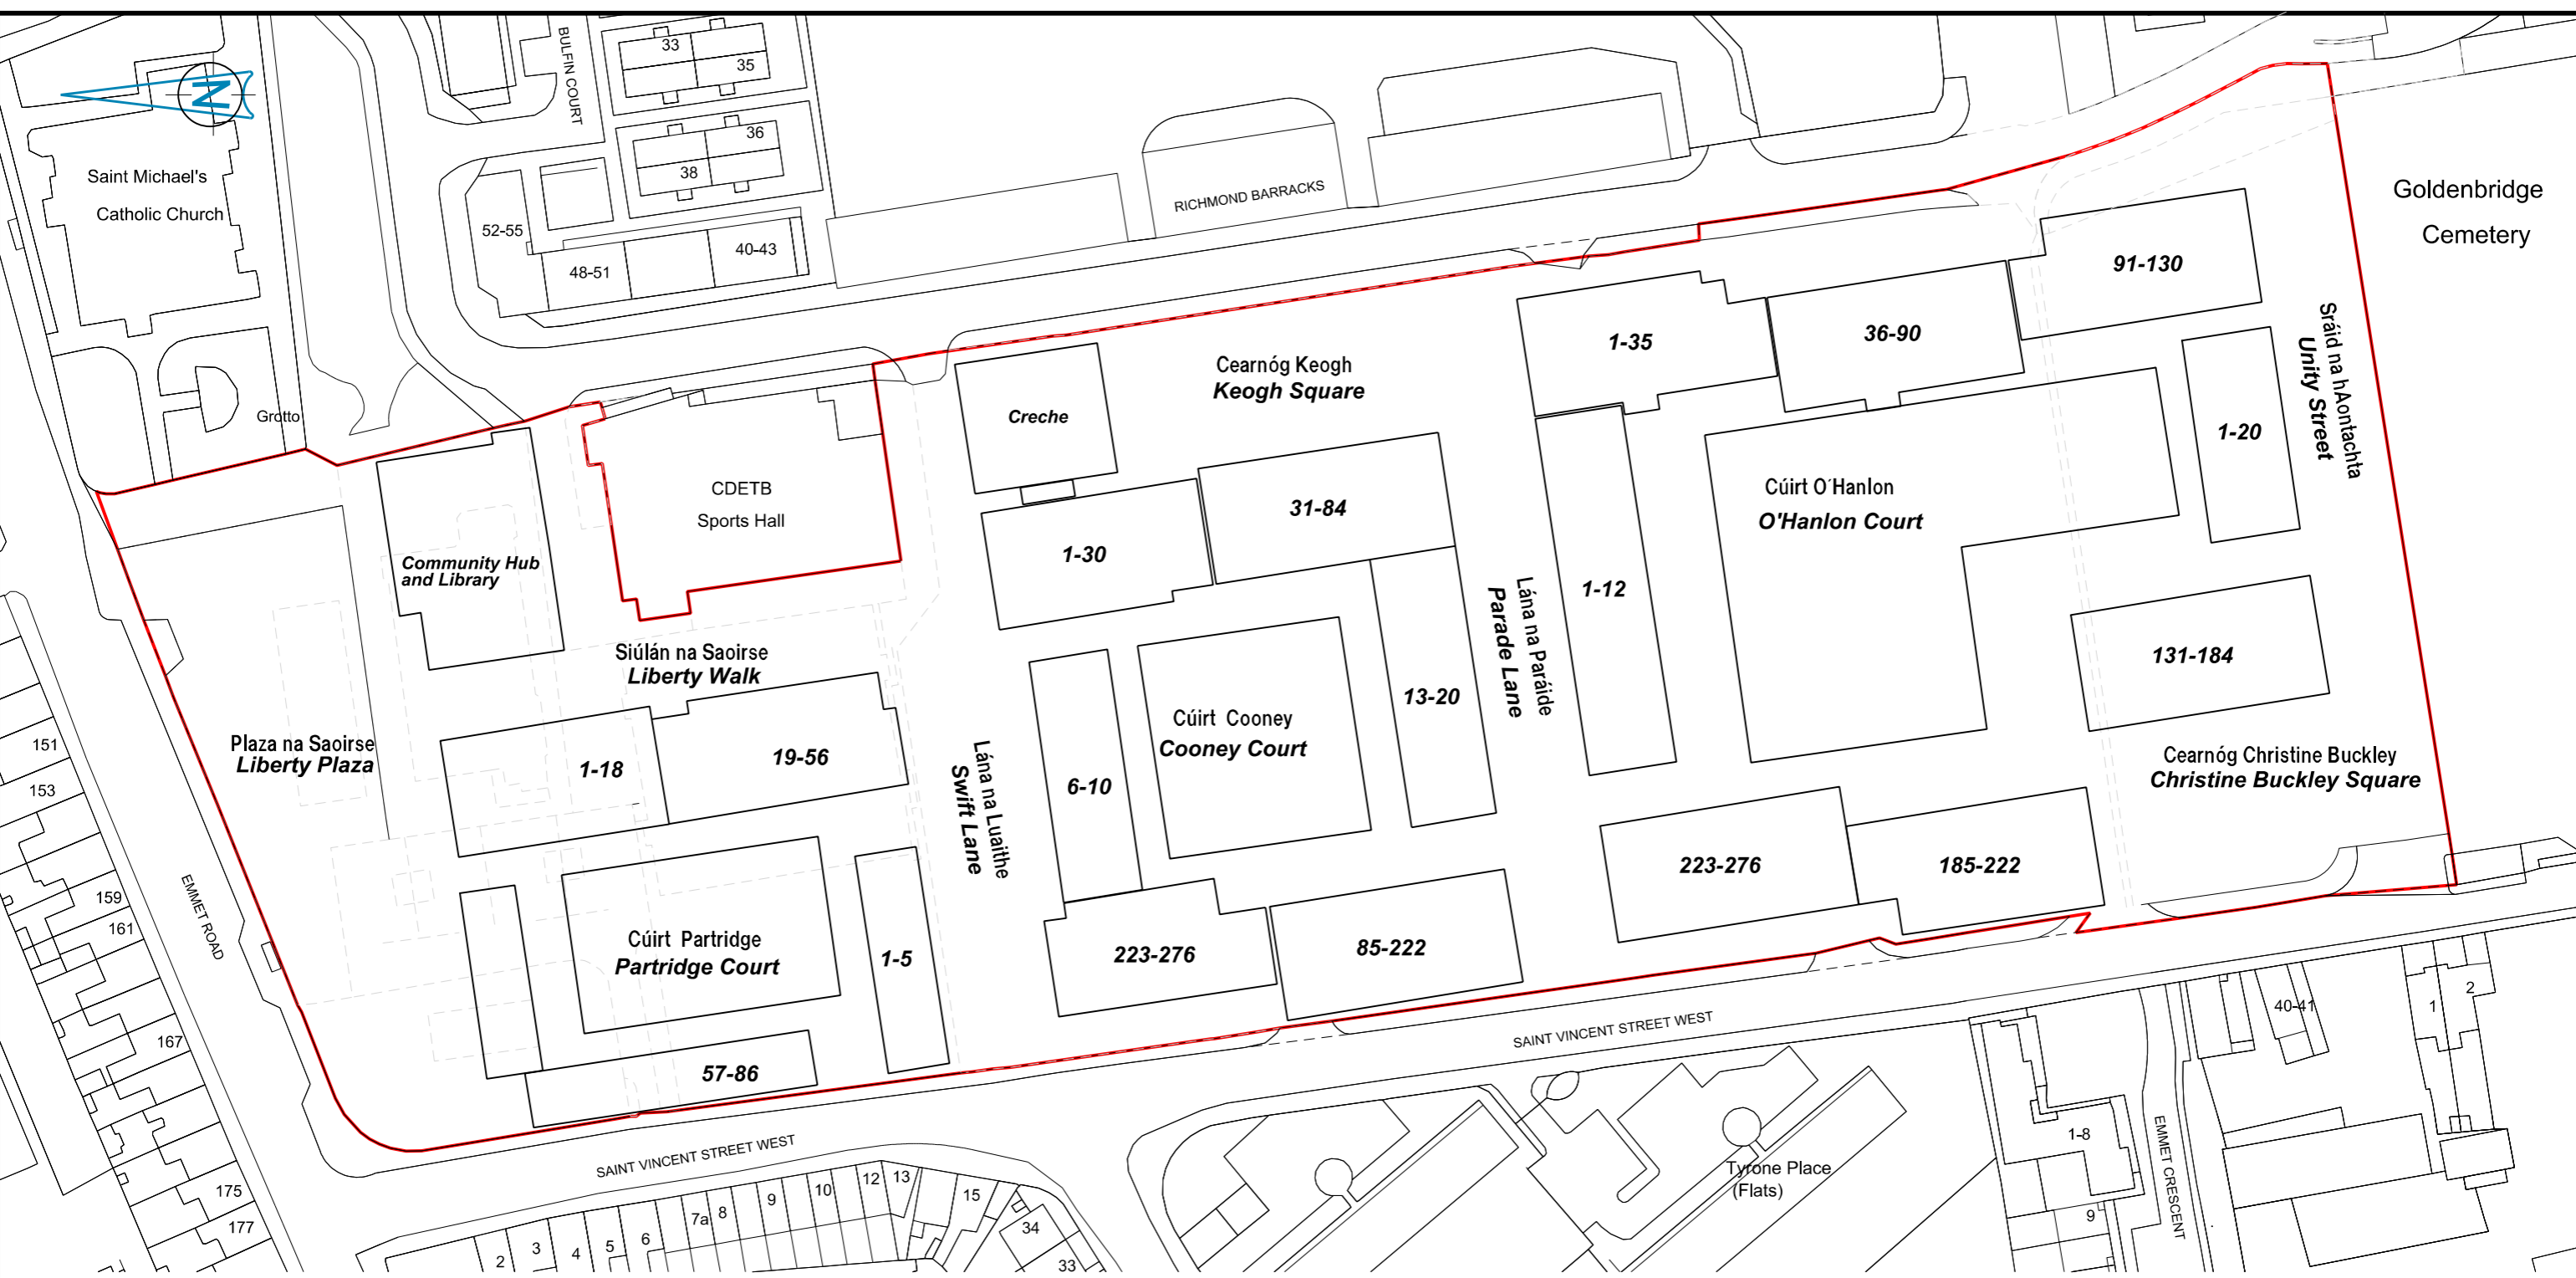 N
BULFIN COURT
33
35
36
38
Saint Michael's
Catholic Church
52-55
48-51
40-43
RICHMOND BARRACKS
Goldenbridge
Cemetery
Grotto
91-130
1-35
36-90
Cearnóg Keogh
Keogh Square
Creche
Sráid na hAontachta
Unity Street
1-20
CDETB
Sports Hall
Cúirt O'Hanlon
O'Hanlon Court
31-84
1-30
Community Hub
and Library
1-12
Lána na Paráide
Parade Lane
Siúlán na Saoirse
Liberty Walk
131-184
13-20
Cúirt Cooney
Cooney Court
Plaza na Saoirse
Liberty Plaza
1-18
19-56
Lána na Luaithe
Swift Lane
6-10
Cearnóg Christine Buckley
Christine Buckley Square
151
153
159
161
167
175
177
EMMET ROAD
Cúirt Partridge
Partridge Court
1-5
223-276
85-222
223-276
185-222
57-86
SAINT VINCENT STREET WEST
SAINT VINCENT STREET WEST
40-41
1
2
Tyrone Place
(Flats)
1-8
9
EMMET CRESCENT
2
3
4
5
6
7a
8
9
10
12
13
15
34
33